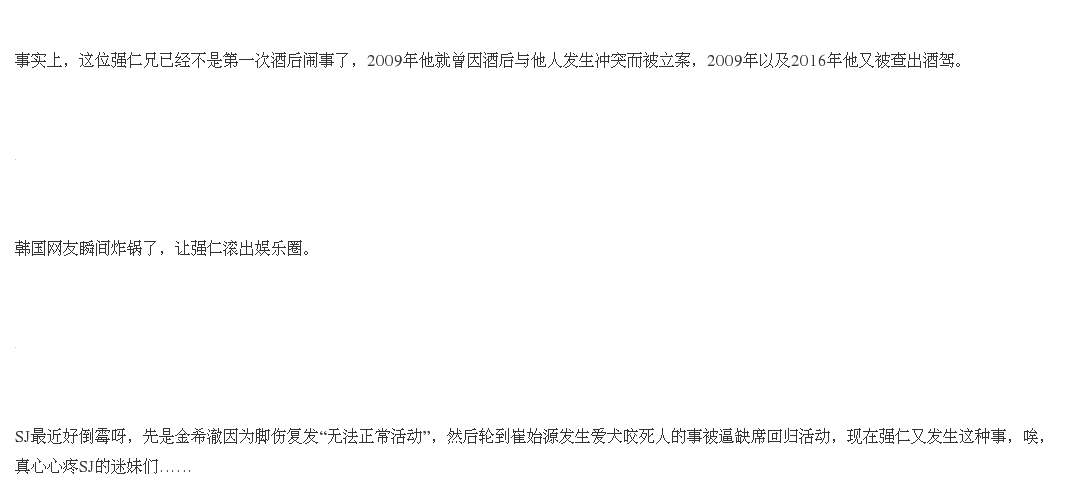 事实上，这位强仁兄已经不是第一次酒后闹事了，2009年他就曾因酒后与他人发生冲突而被立案，2009年以及2016年他又被查出酒驾。
韩国网友瞬间炸锅了，让强仁滚出娱乐圈。
SJ最近好倒霉呀，先是金希澈因为脚伤复发“无法正常活动”，然后轮到崔始源发生爱犬咬死人的事被逼缺席回归活动，现在强仁又发生这种事，唉，
真心心疼SJ的迷妹们……